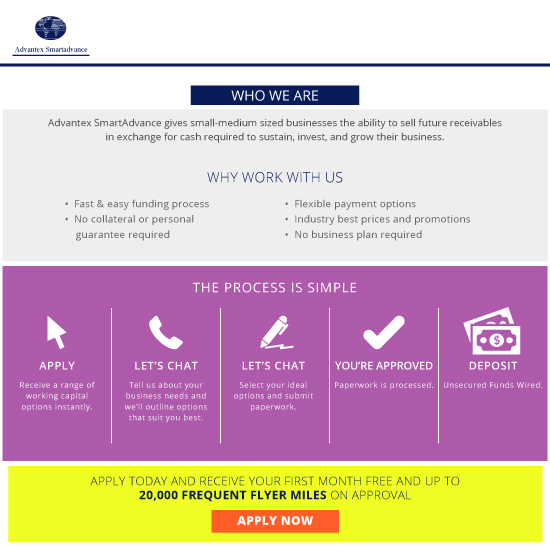 Advantex Smartadvance
WHO WE ARE
Advantex SmartAdvance gives small-medium sized businesses the ability to sell future receivables
in exchange for cash required to sustain, invest, and grow their business.
WHY WORK WITH US
• Fast & easy funding process
• No collateral or personal
guarantee required
• Flexible payment options
• Industry best prices and promotions
• No business plan required
THE PROCESS IS SIMPLE
APPLY
Receive a range of
working capital
options instantly.
LET'S CHAT
Tell us about your
business needs and
we'll outline options
that suit you best.
LET'S CHAT
Select your ideal
options and submit
paperwork.
YOU'RE APPROVED
Paperwork is processed.
$
DEPOSIT
Unsecured Funds Wired.
APPLY TODAY AND RECEIVE YOUR FIRST MONTH FREE AND UP TO
20,000 FREQUENT FLYER MILES ON APPROVAL
APPLY NOW